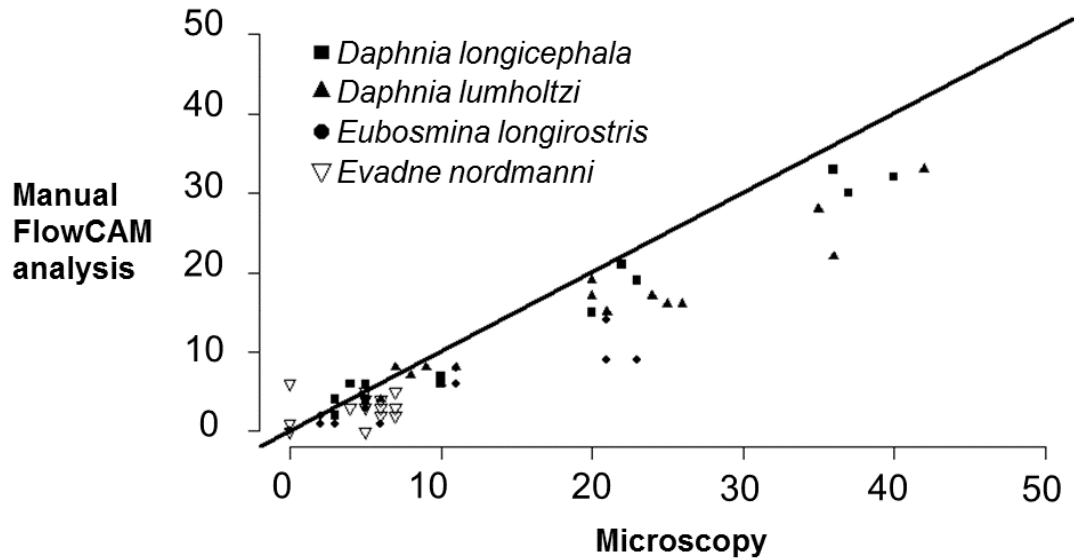 50
40
30
20
10
0
Manual
FlowCAM
analysis
Daphnia longicephala
Daphnia lumholtzi
Eubosmina longirostris
Evadne nordmanni
0 10 20 30 40 50
Microscopy